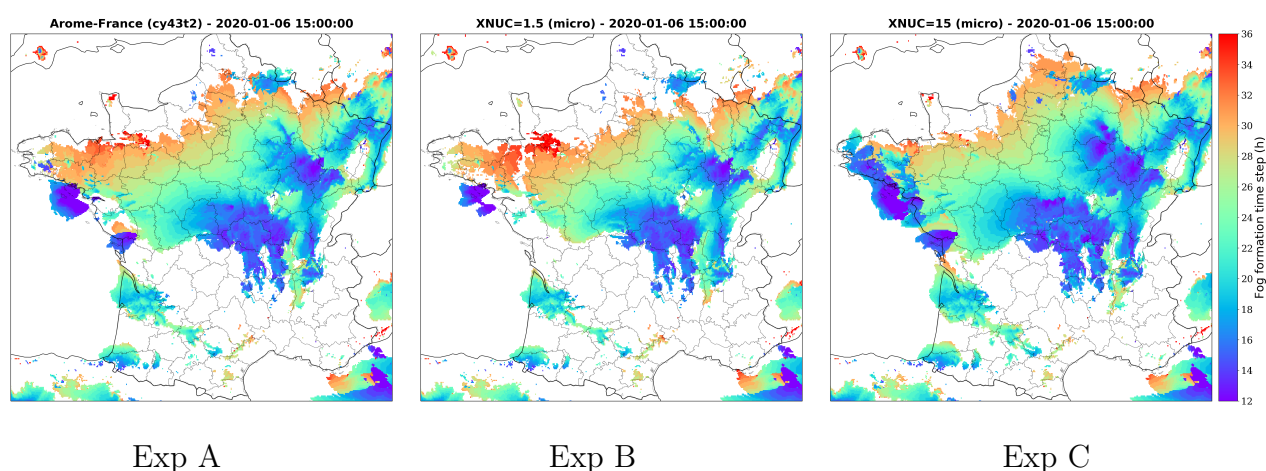 Arome-France (cy43t2) - 2020-01-06 15:00:00
XNUC=1.5 (micro) - 2020-01-06 15:00:00
XNUC=15 (micro) - 2020-01-06 15:00:00
36
34
32
30
28
26
24
22
20
18
16
14
12
Fog formation time step (h)
Exp A
Exp B
Exp C